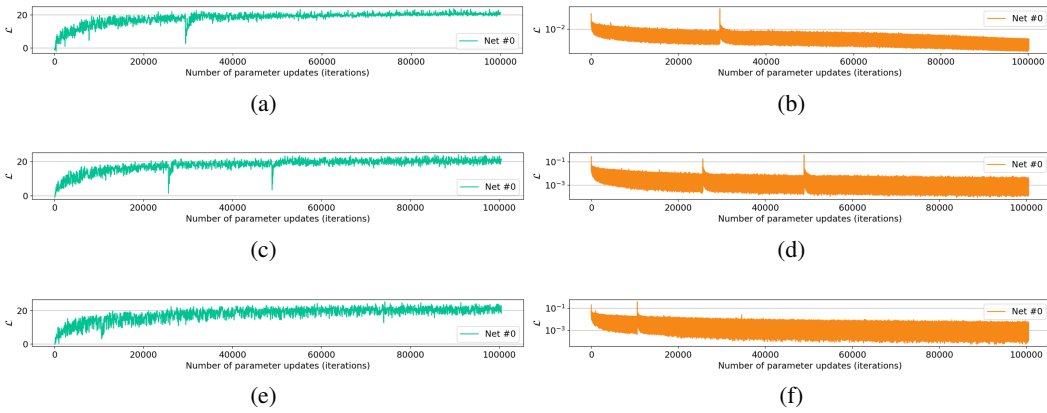 20
0
ℒ
Net #0
0 20000 40000 60000 80000 100000
Number of parameter updates (iterations)
(a)
10⁻²
ℒ
Net #0
0 20000 40000 60000 80000 100000
Number of parameter updates (iterations)
(b)
20
0
ℒ
Net #0
0 20000 40000 60000 80000 100000
Number of parameter updates (iterations)
(c)
10⁻¹
10⁻³
ℒ
Net #0
0 20000 40000 60000 80000 100000
Number of parameter updates (iterations)
(d)
20
0
ℒ
Net #0
0 20000 40000 60000 80000 100000
Number of parameter updates (iterations)
(e)
10⁻¹
10⁻³
ℒ
Net #0
0 20000 40000 60000 80000 100000
Number of parameter updates (iterations)
(f)